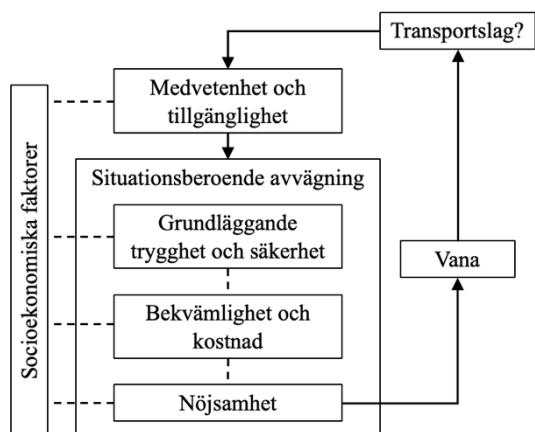 Transportslag?
Medvetenhet och
tillgänglighet
Socioekonomiska faktorer
Situationsberoende avvägning
Grundläggande
trygghet och säkerhet
Vana
Bekvämlighet och
kostnad
Nöjsamhet